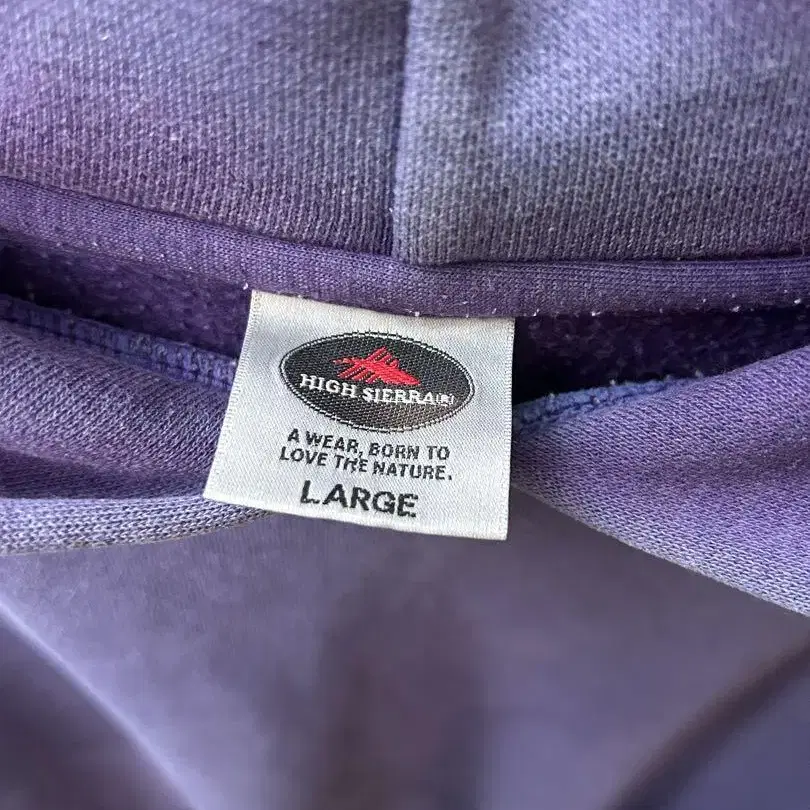 HIGH SIERRA®
A WEAR, BORN TO
LOVE THE NATURE.
LARGE